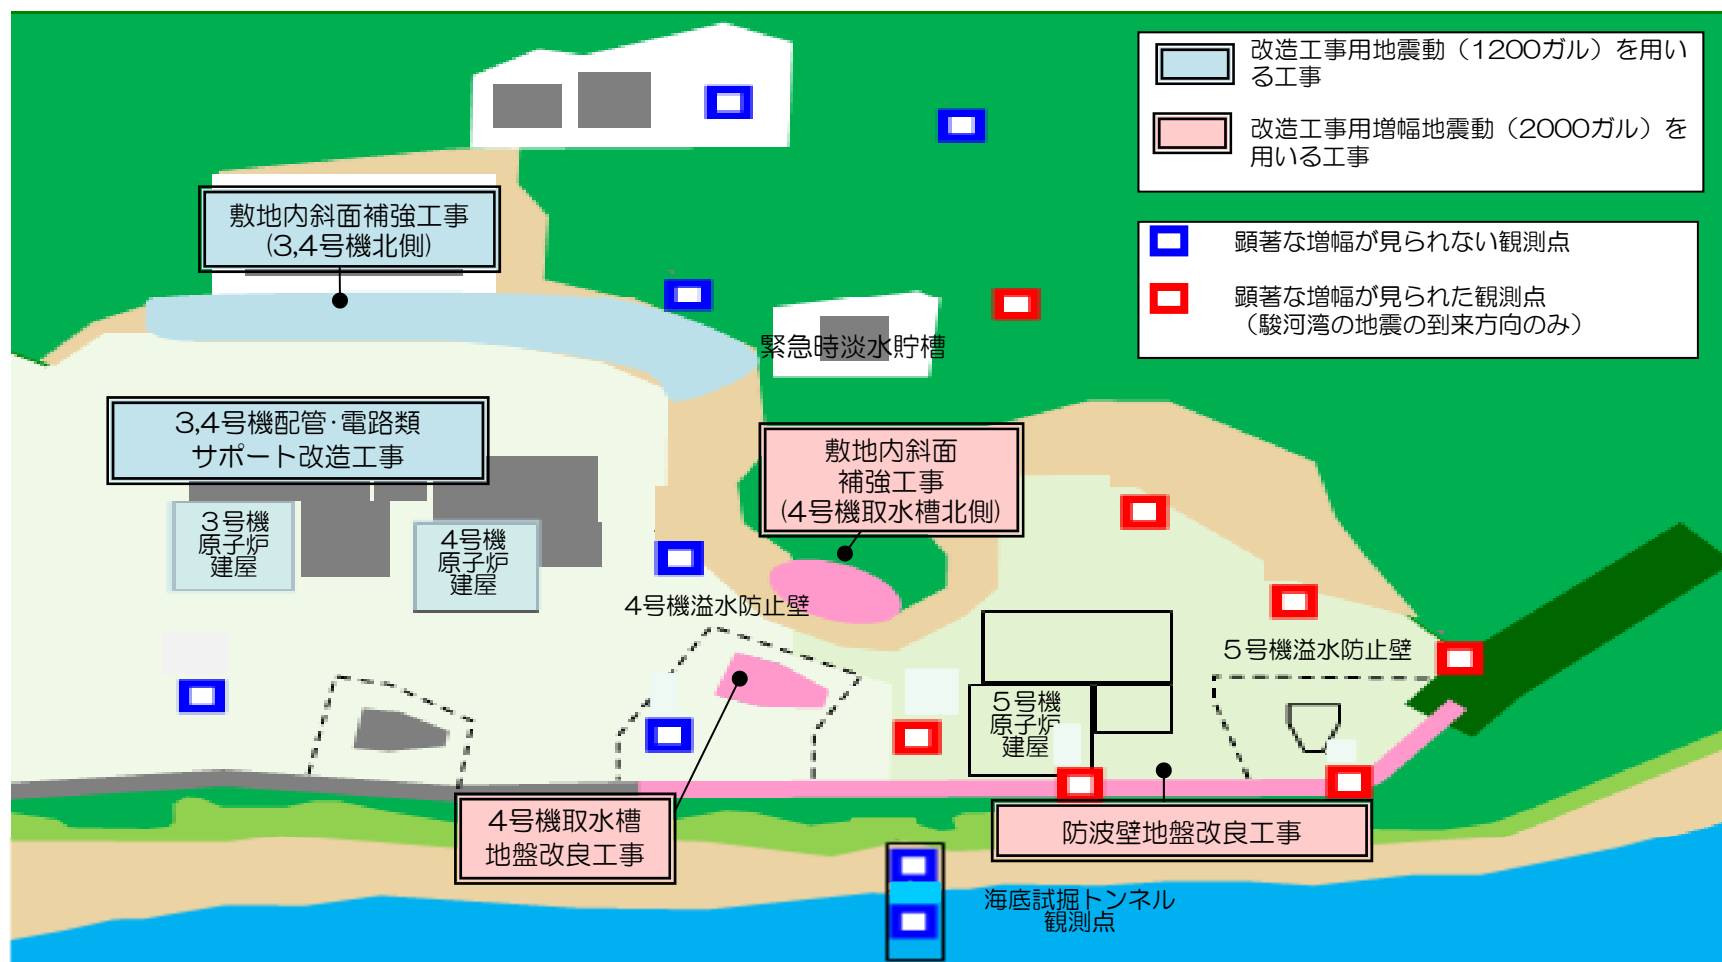 改造工事用地震動（1200ガル）を用い
る工事
改造工事用増幅地震動（2000ガル）を
用いる工事
顕著な増幅が見られない観測点
顕著な増幅が見られた観測点
（駿河湾の地震の到来方向のみ）
敷地内斜面補強工事
(3,4号機北側)
緊急時淡水貯槽
3,4号機配管･電路類
サポート改造工事
敷地内斜面
補強工事
(4号機取水槽北側)
3号機
原子炉
建屋
4号機
原子炉
建屋
4号機溢水防止壁
5号機溢水防止壁
5号機
原子炉
建屋
4号機取水槽
地盤改良工事
防波壁地盤改良工事
海底試掘トンネル
観測点